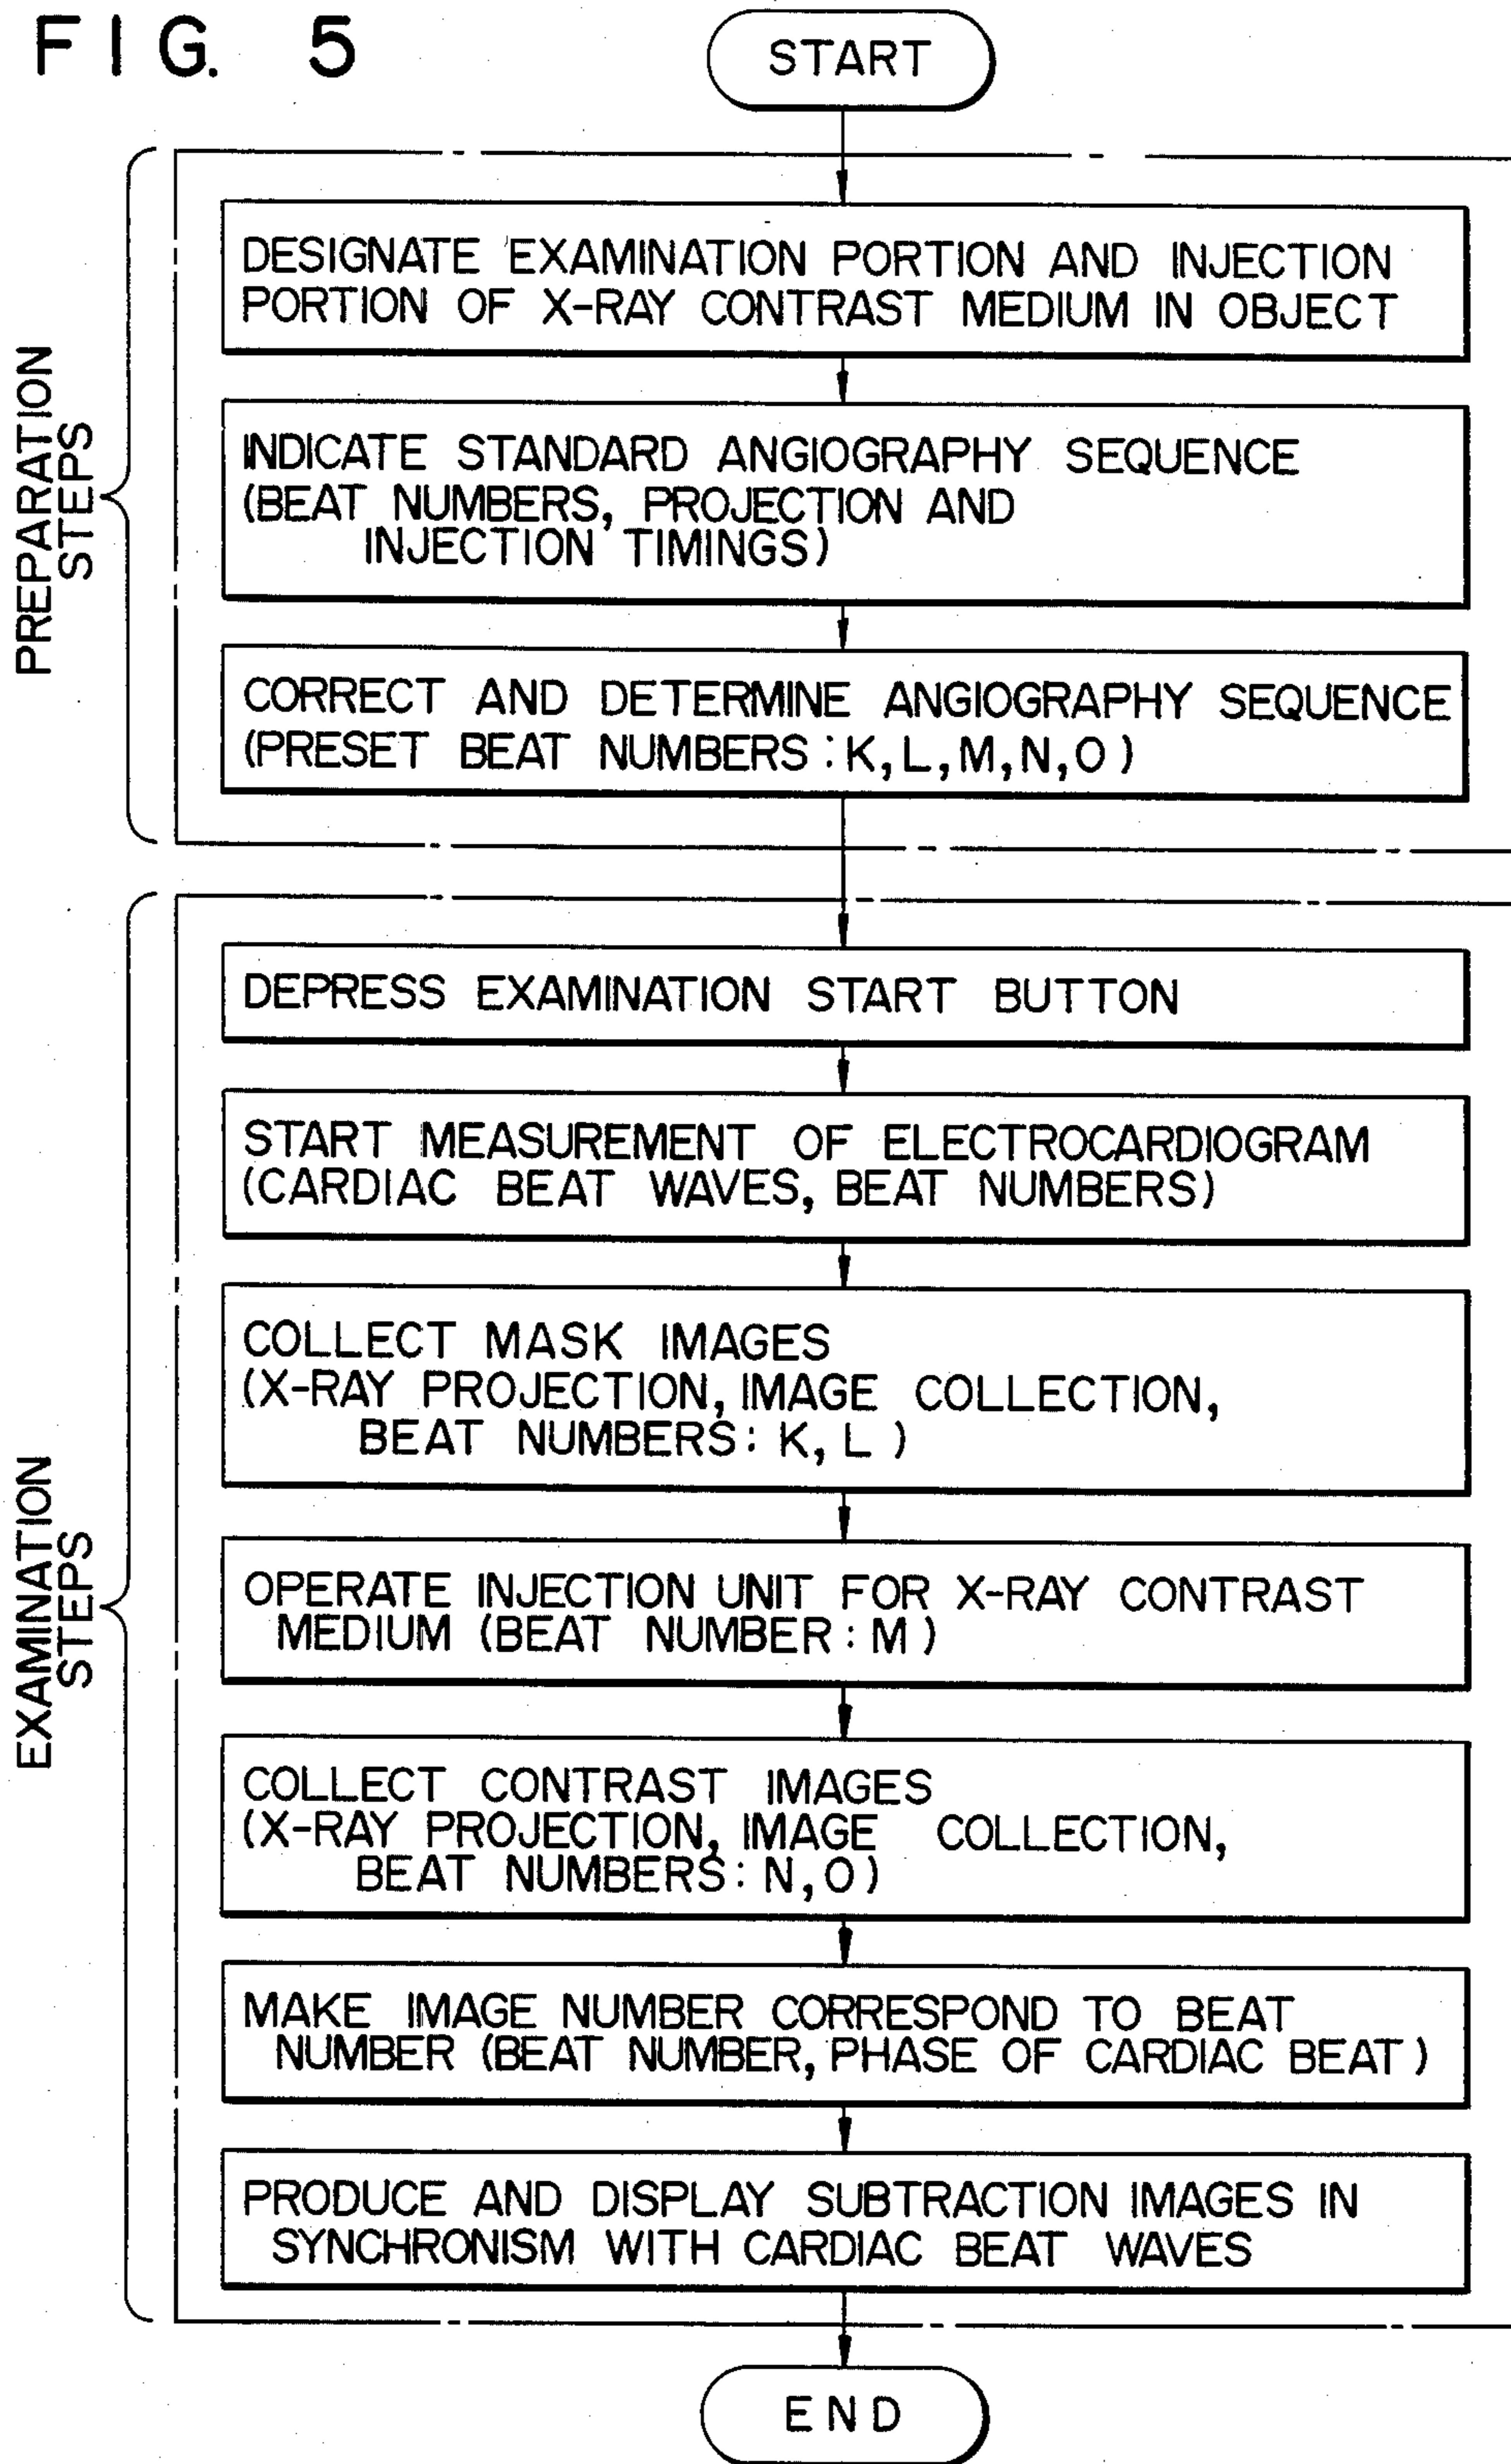 FIG. 5
START
PREPARATION
STEPS
DESIGNATE EXAMINATION PORTION AND INJECTION
PORTION OF X-RAY CONTRAST MEDIUM IN OBJECT
INDICATE STANDARD ANGIOGRAPHY SEQUENCE
(BEAT NUMBERS, PROJECTION AND
INJECTION TIMINGS)
CORRECT AND DETERMINE ANGIOGRAPHY SEQUENCE
(PRESET BEAT NUMBERS : K, L, M, N, O)
EXAMINATION
STEPS
DEPRESS EXAMINATION START BUTTON
START MEASUREMENT OF ELECTROCARDIOGRAM
(CARDIAC BEAT WAVES, BEAT NUMBERS)
COLLECT MASK IMAGES
(X-RAY PROJECTION, IMAGE COLLECTION,
BEAT NUMBERS: K, L )
OPERATE INJECTION UNIT FOR X-RAY CONTRAST
MEDIUM (BEAT NUMBER : M )
COLLECT CONTRAST IMAGES
(X-RAY PROJECTION, IMAGE COLLECTION,
BEAT NUMBERS: N, O)
MAKE IMAGE NUMBER CORRESPOND TO BEAT
NUMBER (BEAT NUMBER, PHASE OF CARDIAC BEAT )
PRODUCE AND DISPLAY SUBTRACTION IMAGES IN
SYNCHRONISM WITH CARDIAC BEAT WAVES
END